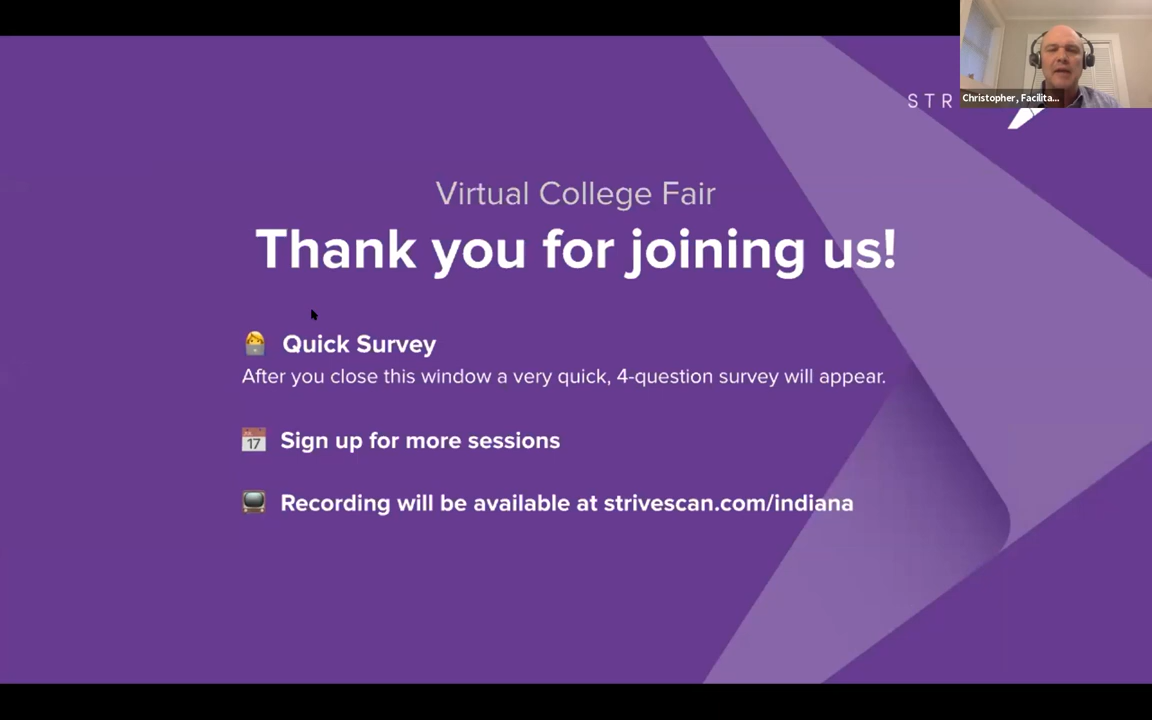 STR
Christopher, Facilita...
Virtual College Fair
Thank you for joining us!
Quick Survey
After you close this window a very quick, 4-question survey will appear.
17
Sign up for more sessions
Recording will be available at strivescan.com/indiana